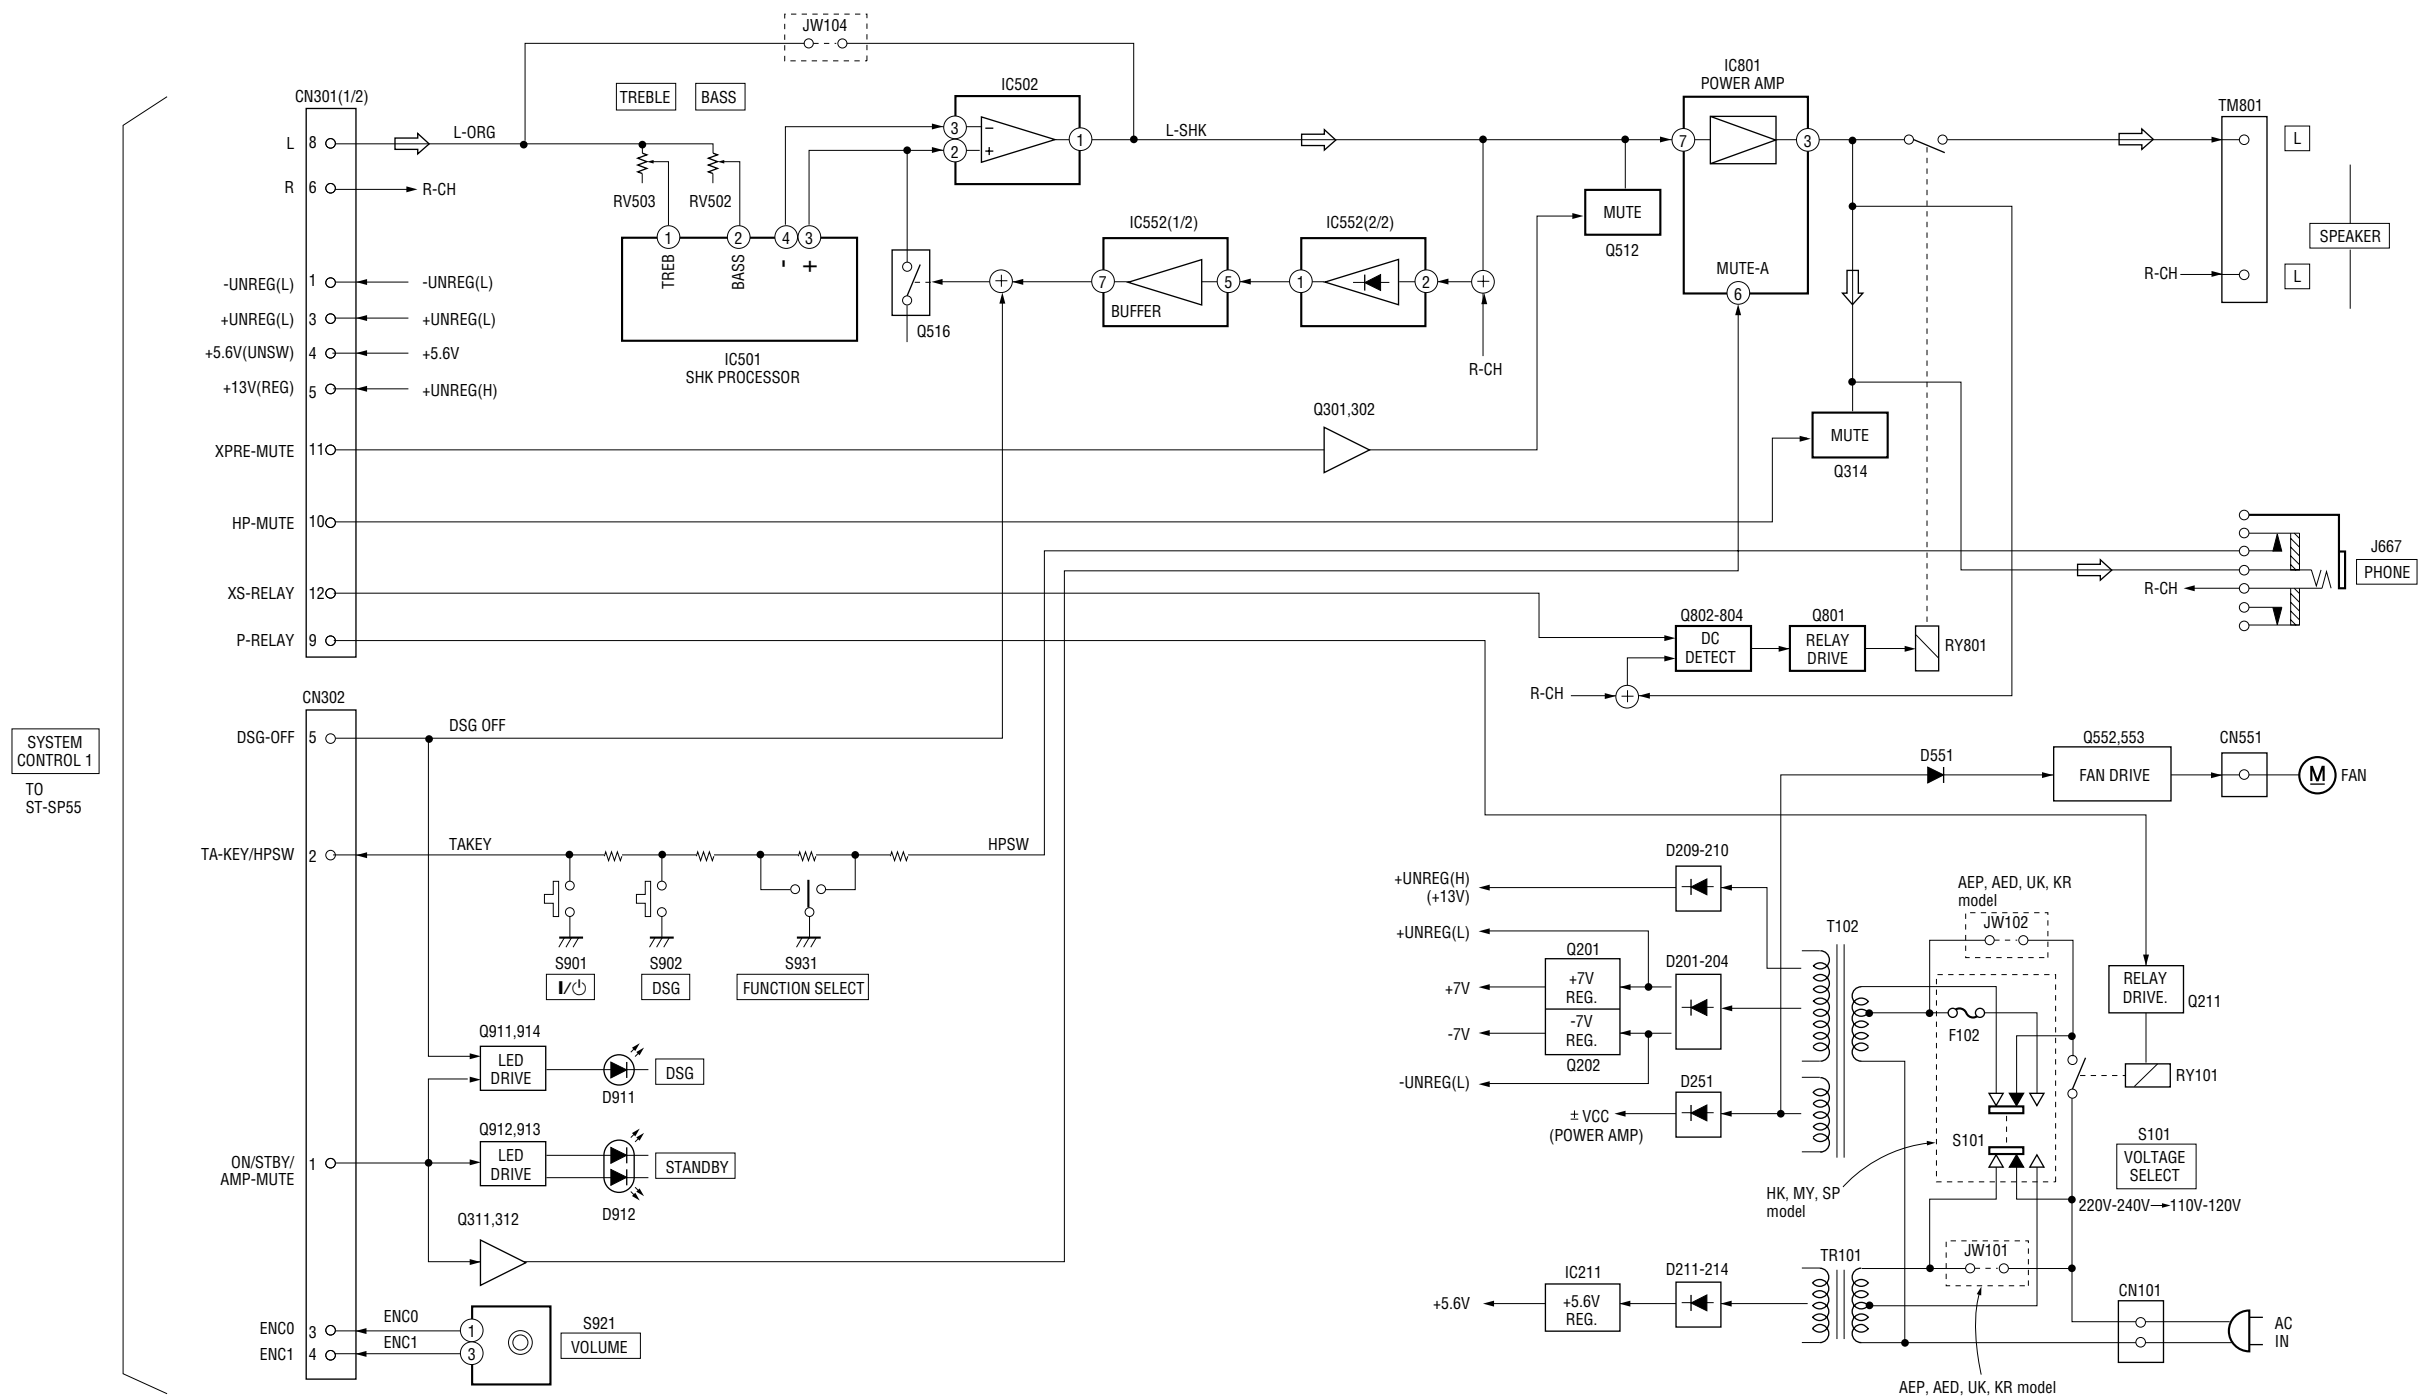 JW104
IC801
POWER AMP
IC502
TREBLE
BASS
CN301(1/2)
TM801
L 8
L-ORG
3 −
2 +
1
L-SHK
7
3
L
R 6
R-CH
RV503
RV502
MUTE
Q512
1
2
4
3
TREB
BASS
-
+
IC552(1/2)
IC552(2/2)
SPEAKER
-UNREG(L) 1
-UNREG(L)
Q516
+
7
5
BUFFER
1
2
+
MUTE-A
6
R-CH
L
+UNREG(L) 3
+UNREG(L)
+5.6V(UNSW) 4
+5.6V
IC501
SHK PROCESSOR
R-CH
+13V(REG) 5
+UNREG(H)
Q301,302
XPRE-MUTE 11
MUTE
Q314
HP-MUTE 10
J667
PHONE
R-CH
XS-RELAY 12
Q802-804
DC
DETECT
Q801
RELAY
DRIVE
RY801
P-RELAY 9
R-CH
+
CN302
SYSTEM
CONTROL 1
TO
ST-SP55
DSG-OFF 5
DSG OFF
D551
Q552,553
FAN DRIVE
CN551
M
FAN
TA-KEY/HPSW 2
TAKEY
HPSW
S901
I/⏻
S902
DSG
S931
FUNCTION SELECT
+UNREG(H)
(+13V)
D209-210
AEP, AED, UK, KR
model
JW102
+UNREG(L)
T102
Q201
+7V
REG.
+7V
D201-204
-7V
-7V
REG.
Q202
-UNREG(L)
F102
RELAY
DRIVE.
Q211
RY101
D251
± VCC
(POWER AMP)
S101
S101
VOLTAGE
SELECT
220V-240V→110V-120V
HK, MY, SP
model
Q911,914
LED
DRIVE
D911
DSG
Q912,913
LED
DRIVE
D912
STANDBY
ON/STBY/
AMP-MUTE 1
Q311,312
TR101
JW101
IC211
+5.6V
REG.
+5.6V
D211-214
CN101
AC
IN
AEP, AED, UK, KR model
ENC0 3
ENC0
1
ENC1 4
ENC1
3
S921
VOLUME